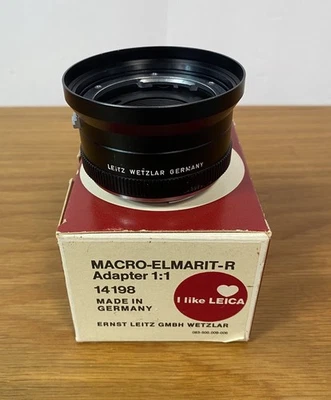 LEITZ WETZLAR GERMANY
MACRO-ELMARIT-R
Adapter 1:1
14198
MADE IN
GERMANY
I like LEICA
ERNST LEITZ GMBH WETZLAR